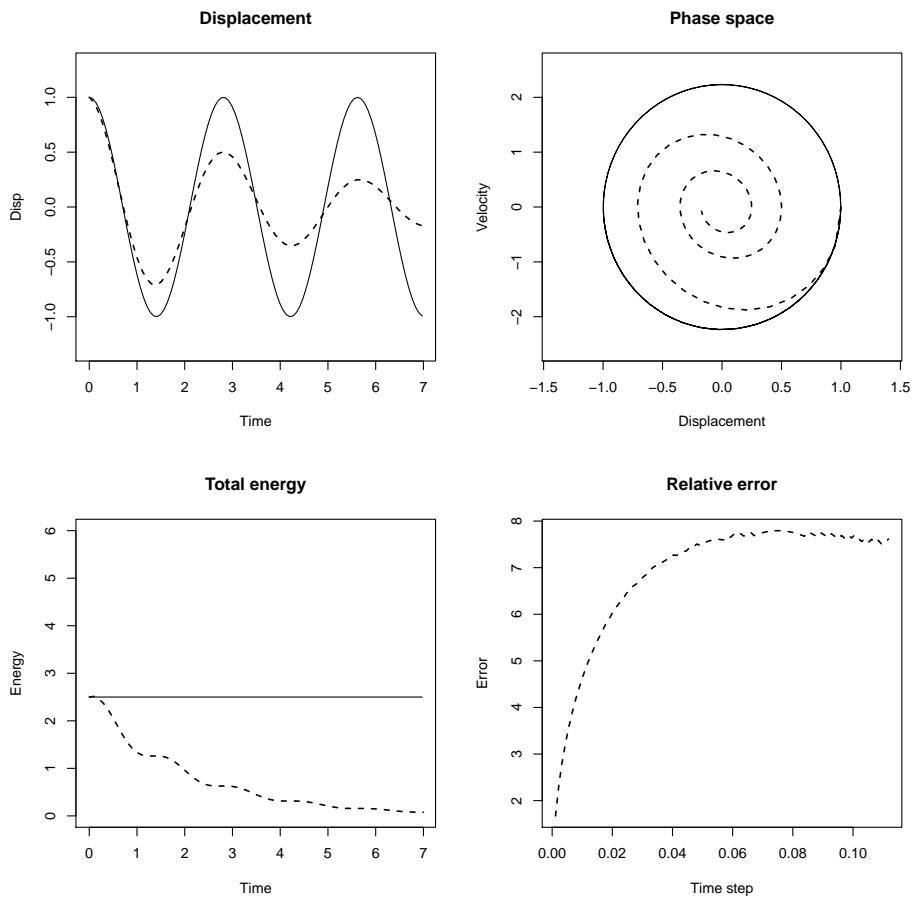 Displacement
Disp
1.0
0.5
0.0
−0.5
−1.0
0 1 2 3 4 5 6 7
Time
Phase space
Velocity
2
1
0
−1
−2
−1.5 −1.0 −0.5 0.0 0.5 1.0 1.5
Displacement
Total energy
Energy
6
5
4
3
2
1
0
0 1 2 3 4 5 6 7
Time
Relative error
Error
8
7
6
5
4
3
2
0.00 0.02 0.04 0.06 0.08 0.10
Time step